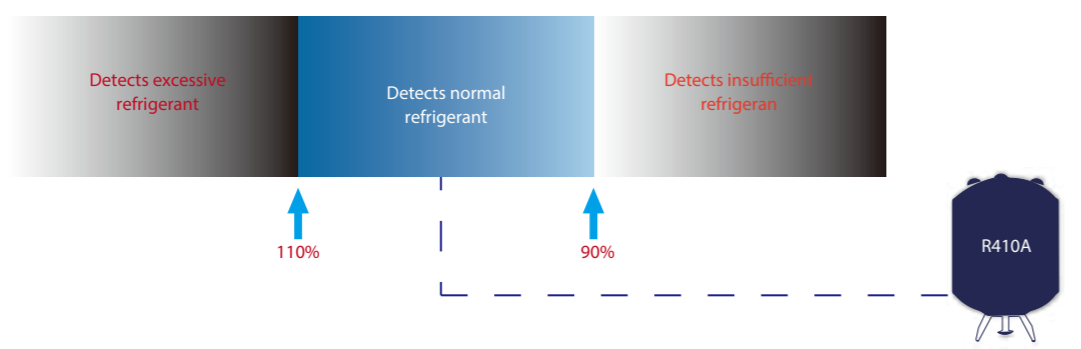 Detects excessive
refrigerant
Detects normal
refrigerant
Detects insufficient
refrigeran
110%
90%
R410A